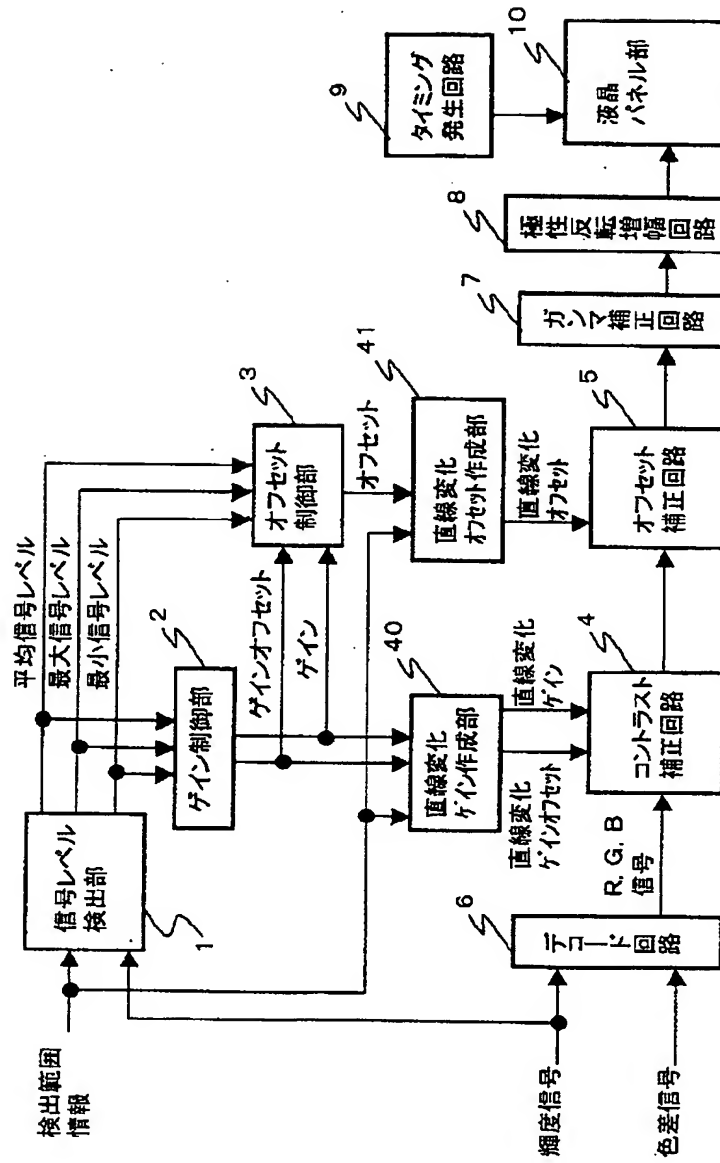 検出範囲
情報
輝度信号
色差信号
信号レベル
検出部
1
平均信号レベル
最大信号レベル
最小信号レベル
ゲイン制御部
2
ゲインオフセット
ゲイン
オフセット
制御部
3
オフセット
直線変化
ゲイン作成部
40
直線変化
オフセット作成部
41
直線変化
ゲインオフセット
直線変化
ゲイン
直線変化
オフセット
デコード回路
6
R, G, B
信号
コントラスト
補正回路
4
オフセット
補正回路
5
ガンマ補正回路
7
極性反転増幅回路
8
タイミング
発生回路
9
液晶
パネル部
10